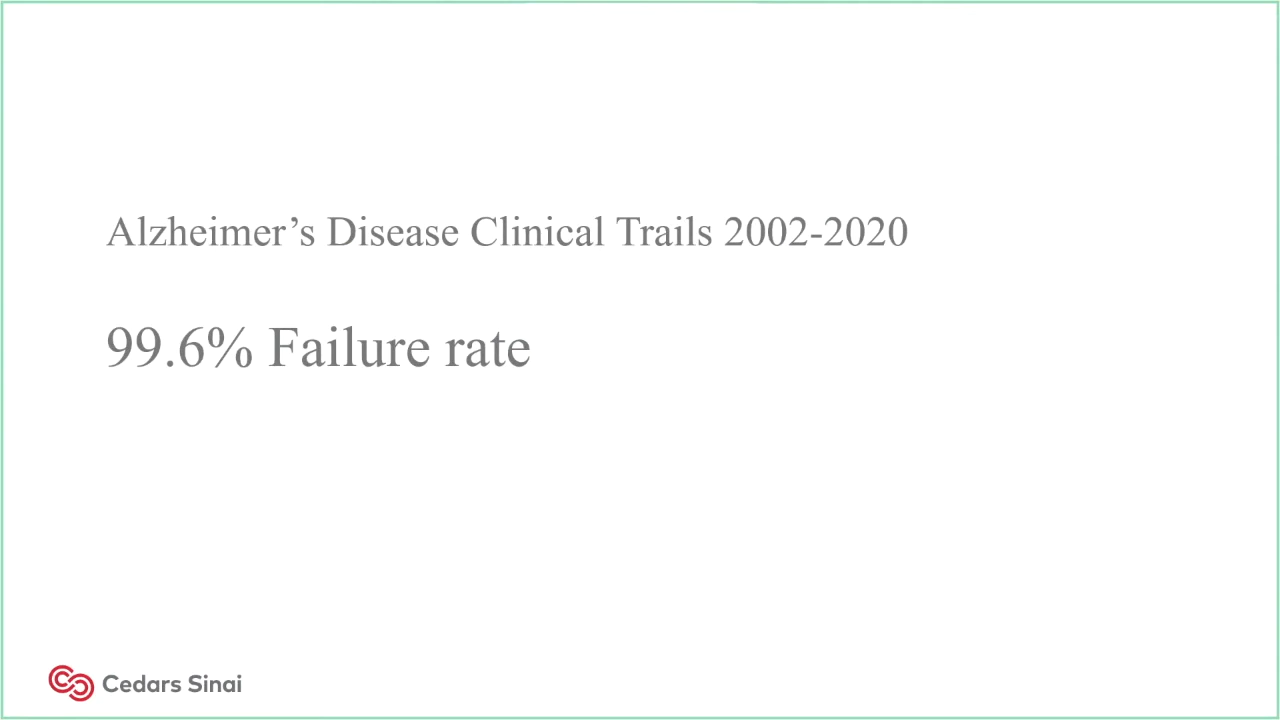 Alzheimer’s Disease Clinical Trails 2002-2020
99.6% Failure rate
Cedars Sinai